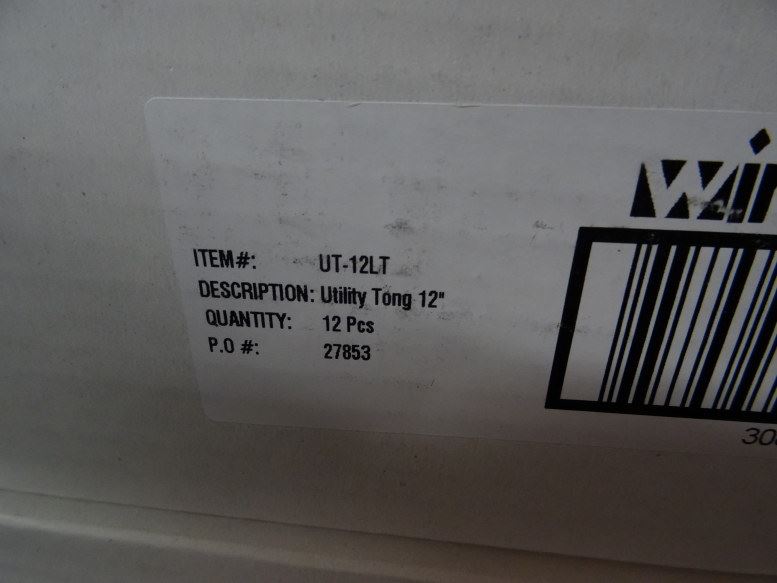 ITEM#: UT-12LT
DESCRIPTION: Utility Tong 12"
QUANTITY: 12 Pcs
P.O #: 27853